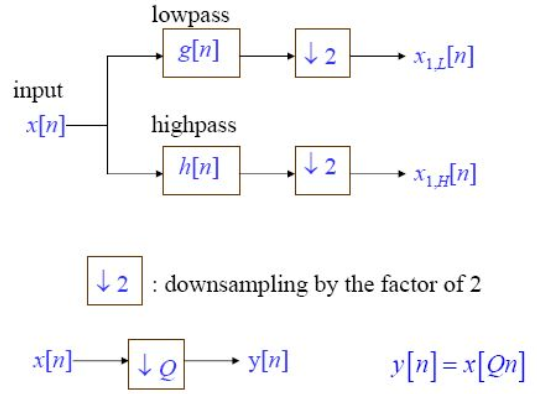 lowpass
g[n]
↓ 2
x₁,L[n]
input
x[n]
highpass
h[n]
↓ 2
x₁,H[n]
↓ 2 : downsampling by the factor of 2
x[n] ↓ Q y[n] y[n] = x[Qn]